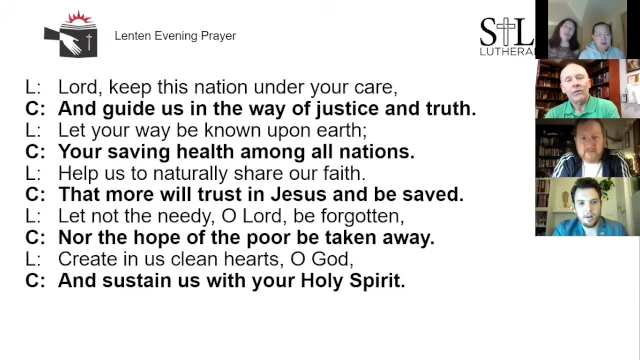 Lenten Evening Prayer
S L
LUTHERA
L: Lord, keep this nation under your care,
C: And guide us in the way of justice and truth.
L: Let your way be known upon earth;
C: Your saving health among all nations.
L: Help us to naturally share our faith.
C: That more will trust in Jesus and be saved.
L: Let not the needy, O Lord, be forgotten,
C: Nor the hope of the poor be taken away.
L: Create in us clean hearts, O God,
C: And sustain us with your Holy Spirit.